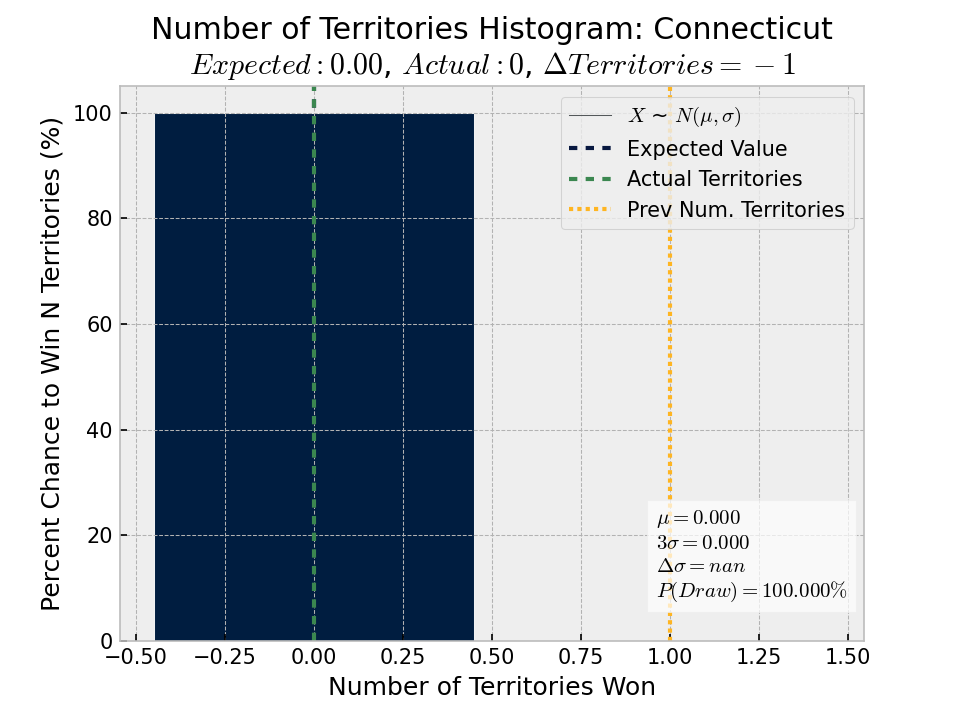 Number of Territories Histogram: Connecticut
Expected : 0.00, Actual : 0, ΔTerritories = −1
Percent Chance to Win N Territories (%)
100
80
60
40
20
0
X ~ N(μ, σ)
Expected Value
Actual Territories
Prev Num. Territories
μ = 0.000
3σ = 0.000
Δσ = nan
P(Draw) = 100.000%
−0.50 −0.25 0.00 0.25 0.50 0.75 1.00 1.25 1.50
Number of Territories Won